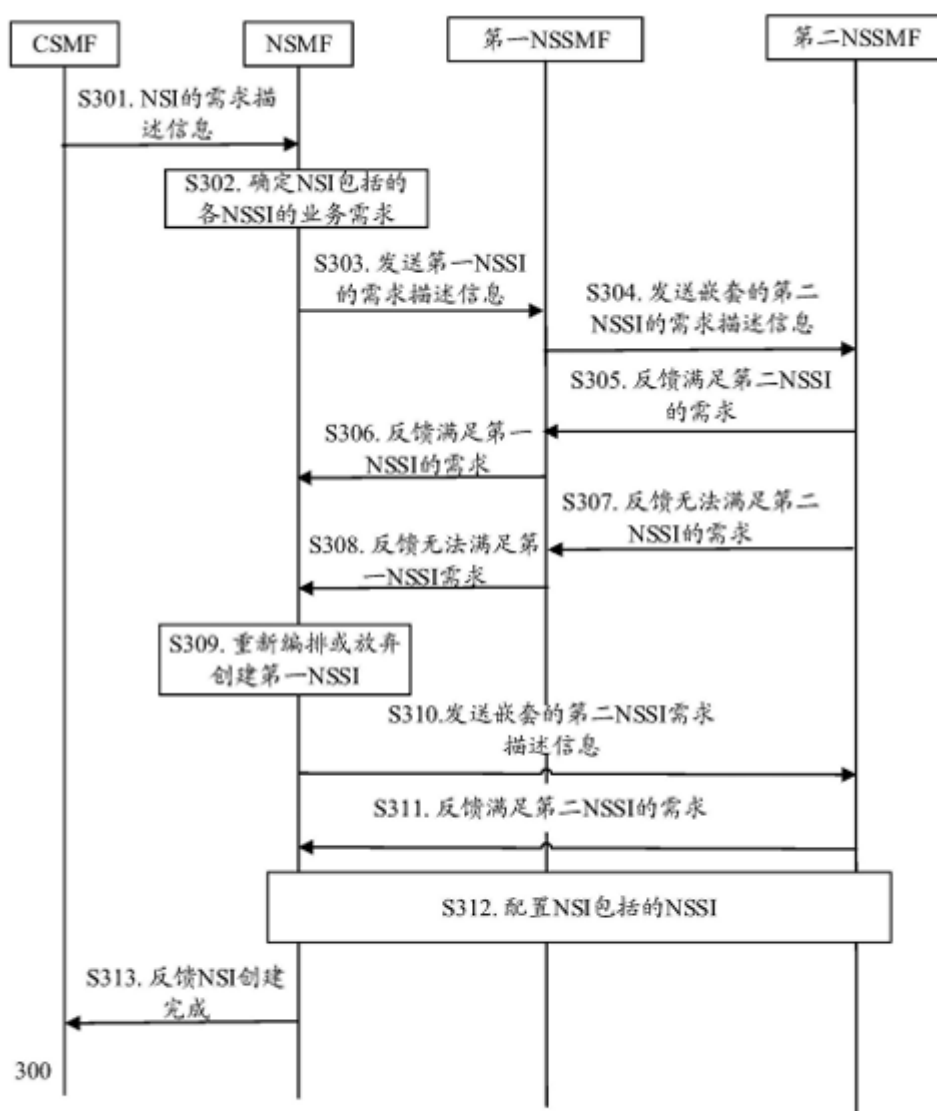 CSMF
NSMF
第一NSSMF
第二NSSMF
S301. NSI的需求描
述信息
S302. 确定NSI包括的
各NSSI的业务需求
S303. 发送第一NSSI
的需求描述信息
S304. 发送嵌套的第二
NSSI的需求描述信息
S305. 反馈满足第二NSSI
的需求
S306. 反馈满足第一
NSSI的需求
S307. 反馈无法满足第二
NSSI的需求
S308. 反馈无法满足第
一NSSI需求
S309. 重新编排或放弃
创建第一NSSI
S310.发送嵌套的第二NSSI需求
描述信息
S311. 反馈满足第二NSSI的需求
S312. 配置NSI包括的NSSI
S313. 反馈NSI创建
完成
300